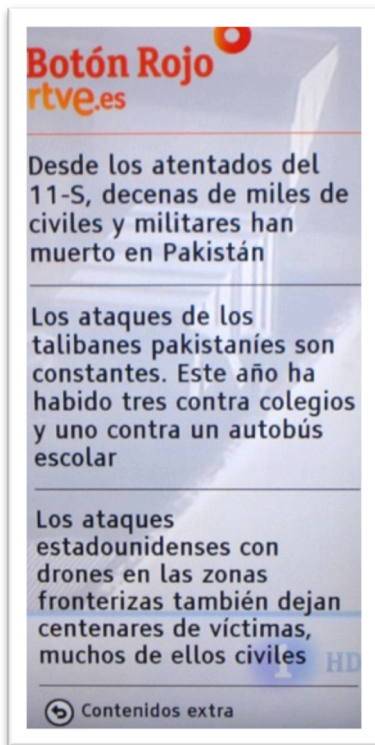 Botón Rojo
rtve.es
Desde los atentados del
11-S, decenas de miles de
civiles y militares han
muerto en Pakistán
Los ataques de los
talibanes pakistaníes son
constantes. Este año ha
habido tres contra colegios
y uno contra un autobús
escolar
Los ataques
estadounidenses con
drones en las zonas
fronterizas también dejan
centenares de víctimas,
muchos de ellos civiles
1 HD
Contenidos extra